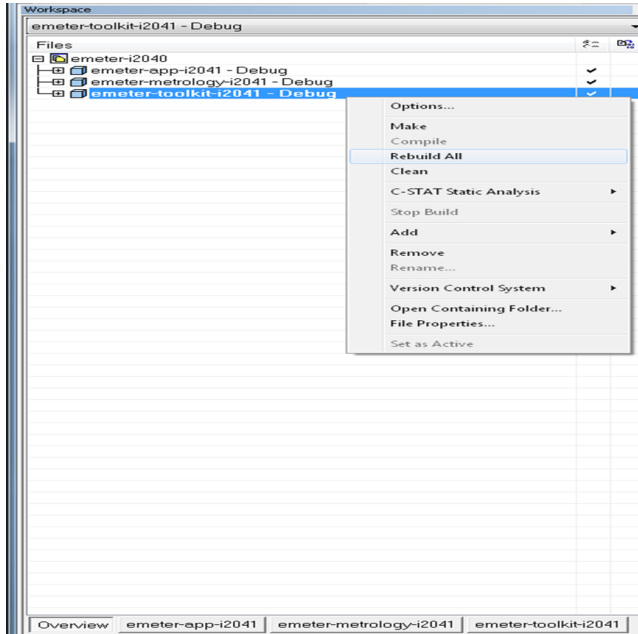 Workspace
emeter-toolkit-i2041 - Debug
Files
emeter-i2040
emeter-app-i2041 - Debug
emeter-metrology-i2041 - Debug
emeter-toolkit-i2041 - Debug
Options...
Make
Compile
Rebuild All
Clean
C-STAT Static Analysis
Stop Build
Add
Remove
Rename...
Version Control System
Open Containing Folder...
File Properties...
Set as Active
Overview emeter-app-i2041 emeter-metrology-i2041 emeter-toolkit-i2041